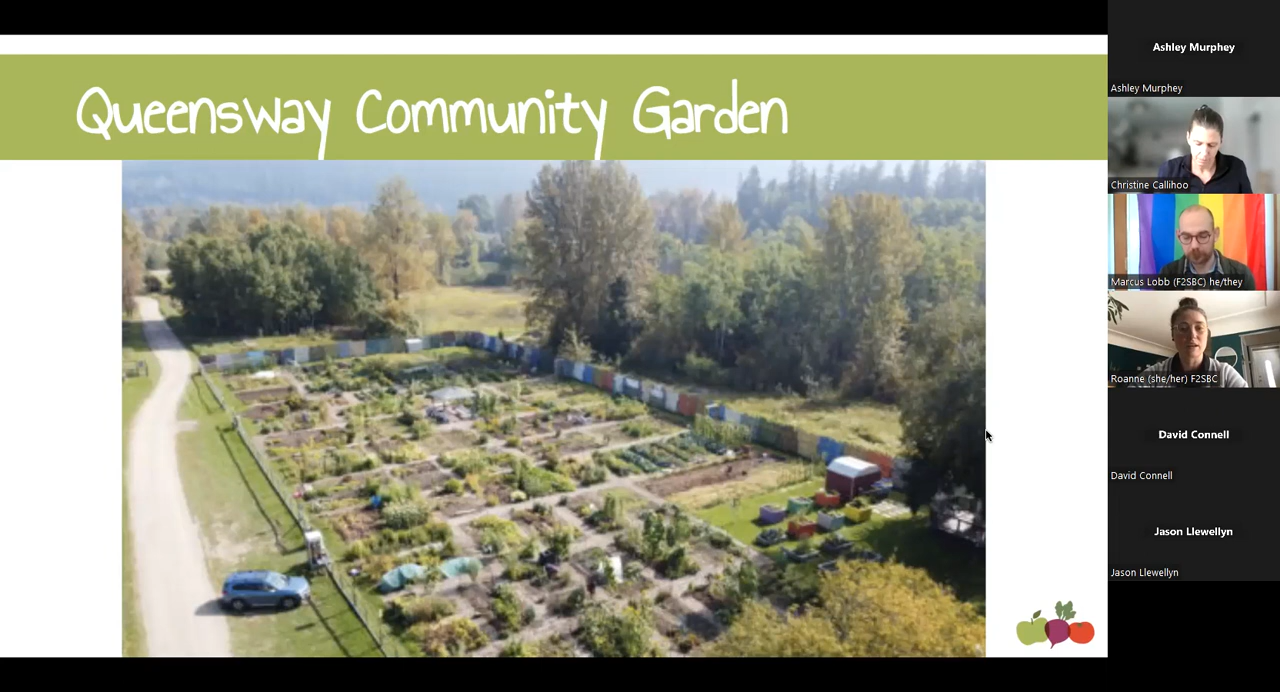 Queensway Community Garden
Ashley Murphey
Ashley Murphey
Christine Callihoo
Marcus Lobb (F2SBC) he/they
Roanne (she/her) F2SBC
David Connell
David Connell
Jason Llewellyn
Jason Llewellyn